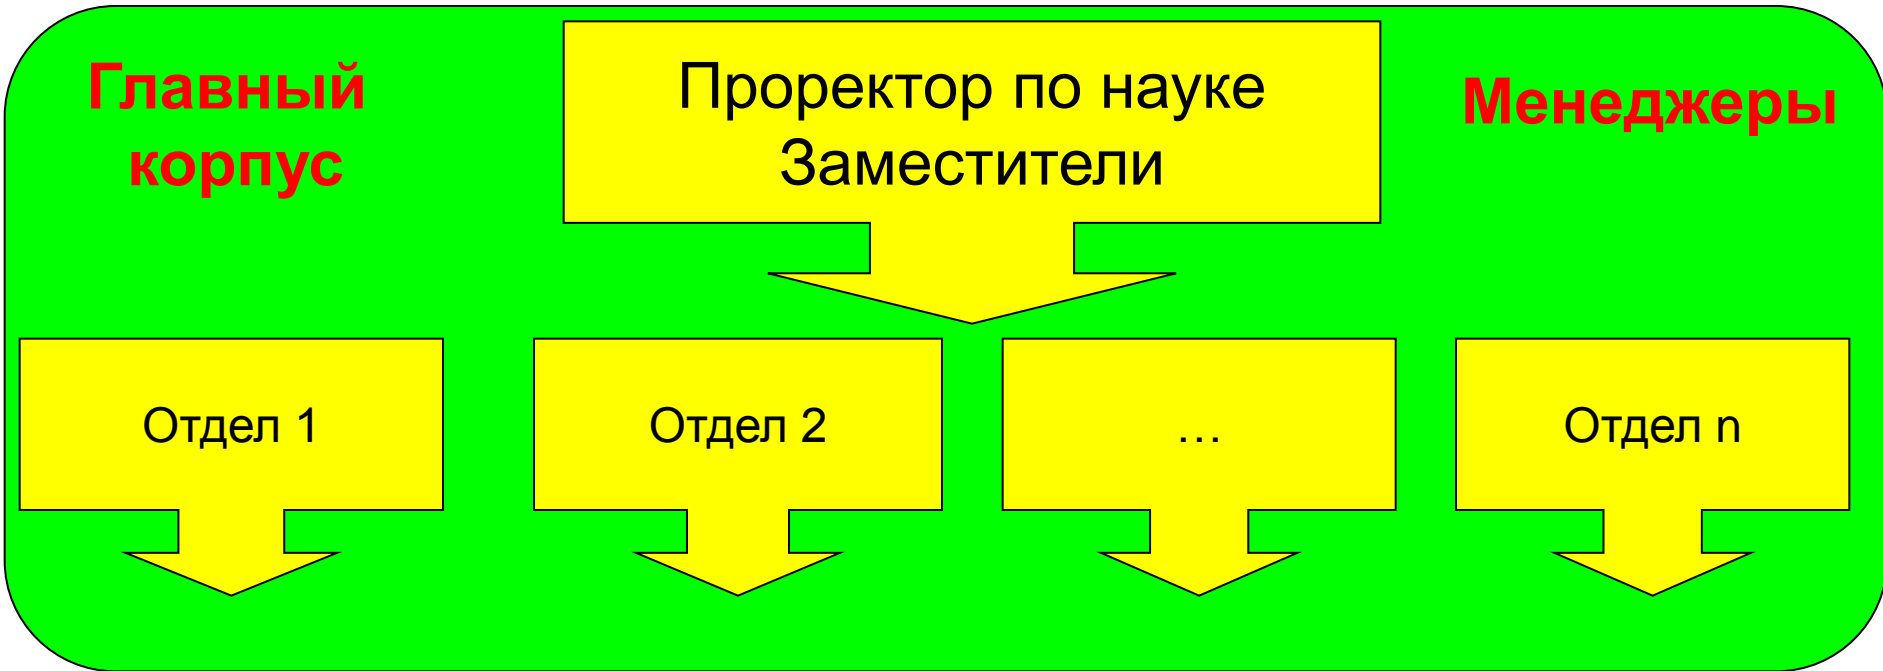 Главный
корпус
Проректор по науке
Заместители
Менеджеры
Отдел 1
Отдел 2
...
Отдел n